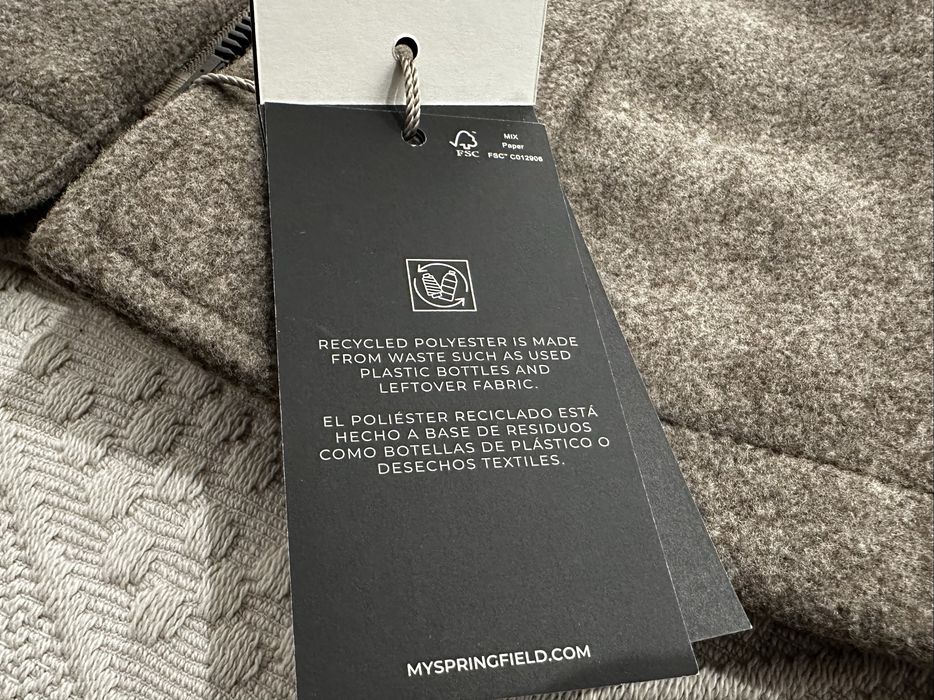 FSC
MIX
Paper
FSC® C012906
RECYCLED POLYESTER IS MADE
FROM WASTE SUCH AS USED
PLASTIC BOTTLES AND
LEFTOVER FABRIC.
EL POLIÉSTER RECICLADO ESTÁ
HECHO A BASE DE RESIDUOS
COMO BOTELLAS DE PLÁSTICO O
DESECHOS TEXTILES.
MYSPRINGFIELD.COM